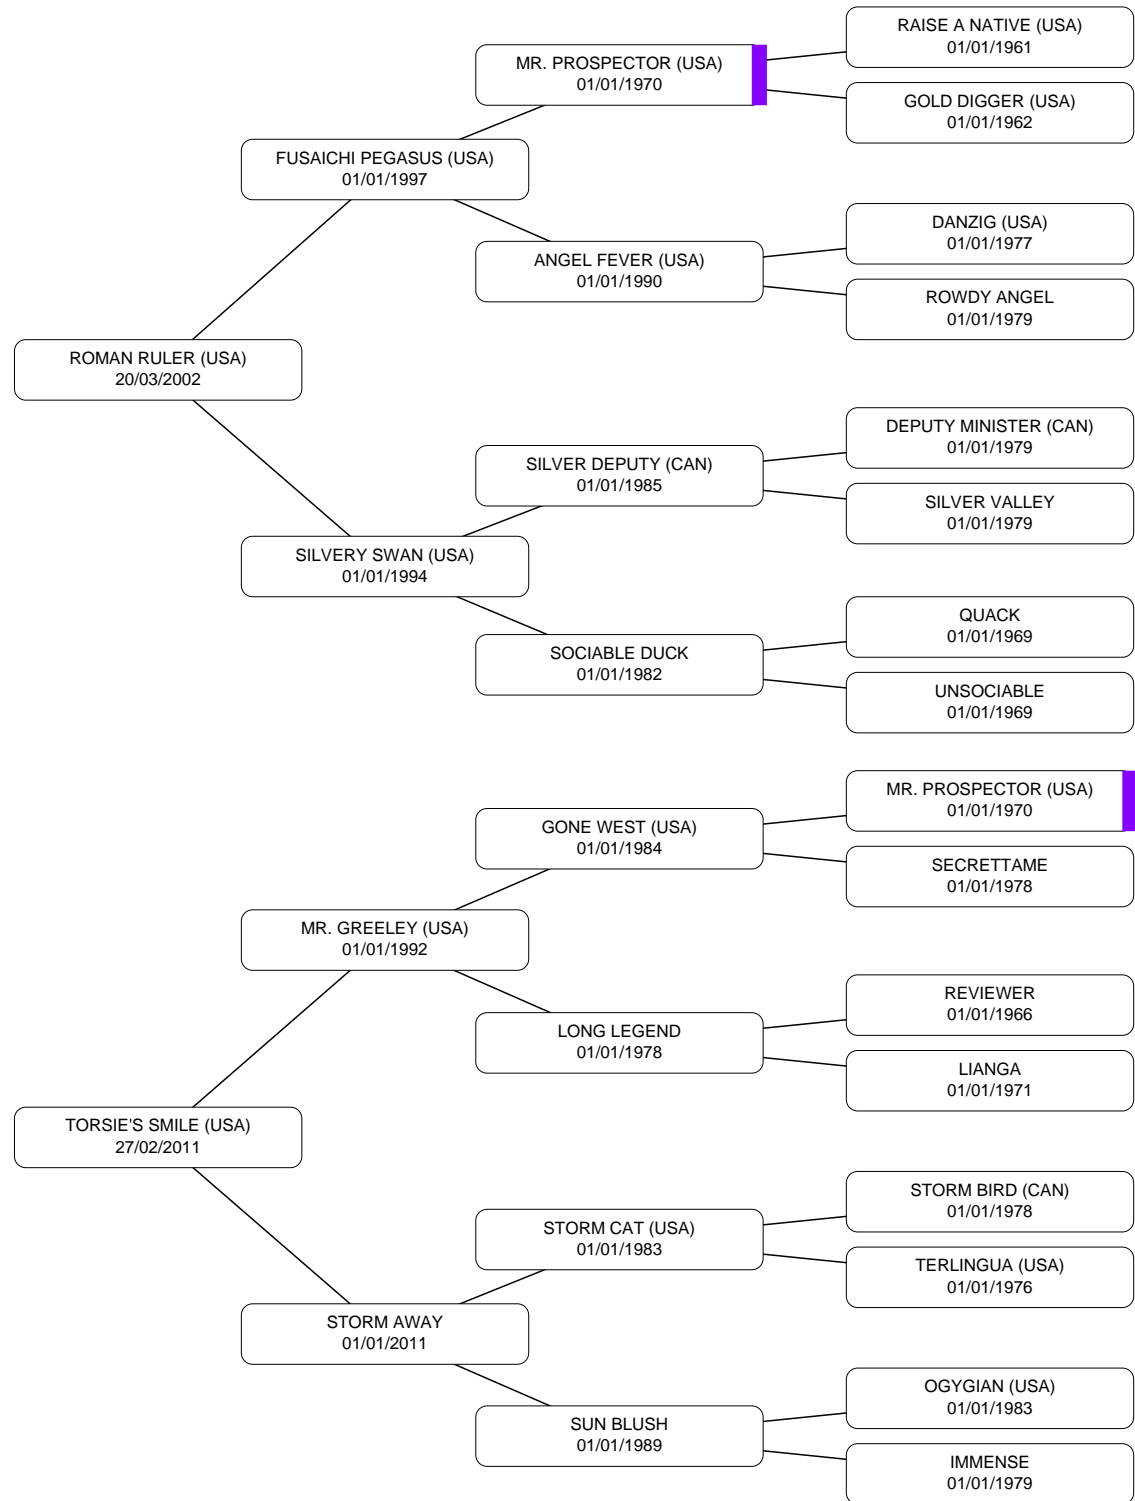 RAISE A NATIVE (USA)
01/01/1961
MR. PROSPECTOR (USA)
01/01/1970
GOLD DIGGER (USA)
01/01/1962
FUSAICHI PEGASUS (USA)
01/01/1997
DANZIG (USA)
01/01/1977
ANGEL FEVER (USA)
01/01/1990
ROWDY ANGEL
01/01/1979
ROMAN RULER (USA)
20/03/2002
DEPUTY MINISTER (CAN)
01/01/1979
SILVER DEPUTY (CAN)
01/01/1985
SILVER VALLEY
01/01/1979
SILVERY SWAN (USA)
01/01/1994
QUACK
01/01/1969
SOCIABLE DUCK
01/01/1982
UNSOCIABLE
01/01/1969
MR. PROSPECTOR (USA)
01/01/1970
GONE WEST (USA)
01/01/1984
SECRETTAME
01/01/1978
MR. GREELEY (USA)
01/01/1992
REVIEWER
01/01/1966
LONG LEGEND
01/01/1978
LIANGA
01/01/1971
TORSIE'S SMILE (USA)
27/02/2011
STORM BIRD (CAN)
01/01/1978
STORM CAT (USA)
01/01/1983
TERLINGUA (USA)
01/01/1976
STORM AWAY
01/01/2011
OGYGIAN (USA)
01/01/1983
SUN BLUSH
01/01/1989
IMMENSE
01/01/1979